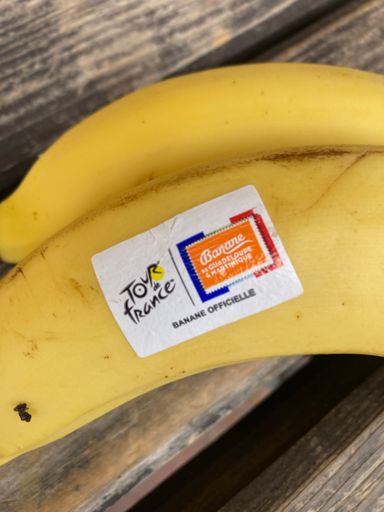 TOUR
de
France
Banane
DE GUADELOUPE
& MARTINIQUE
BANANE OFFICIELLE